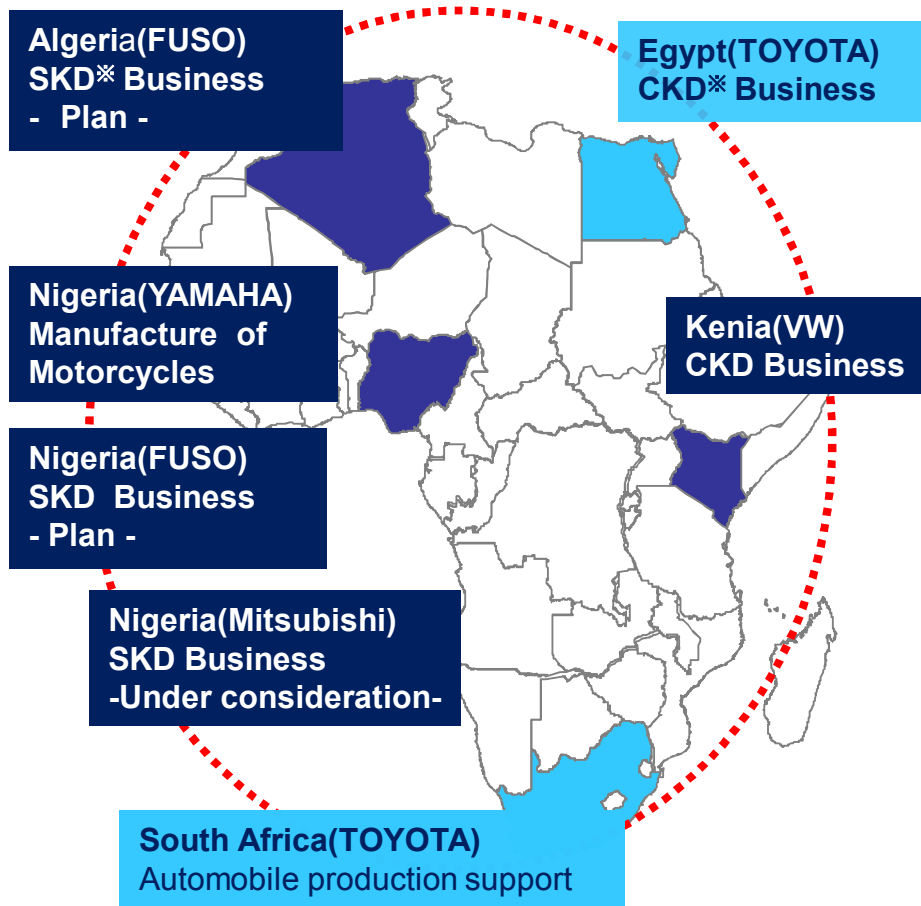 Algeria(FUSO)
SKD※ Business
- Plan -
Egypt(TOYOTA)
CKD※ Business
Nigeria(YAMAHA)
Manufacture of
Motorcycles
Kenia(VW)
CKD Business
Nigeria(FUSO)
SKD Business
- Plan -
Nigeria(Mitsubishi)
SKD Business
-Under consideration-
South Africa(TOYOTA)
Automobile production support